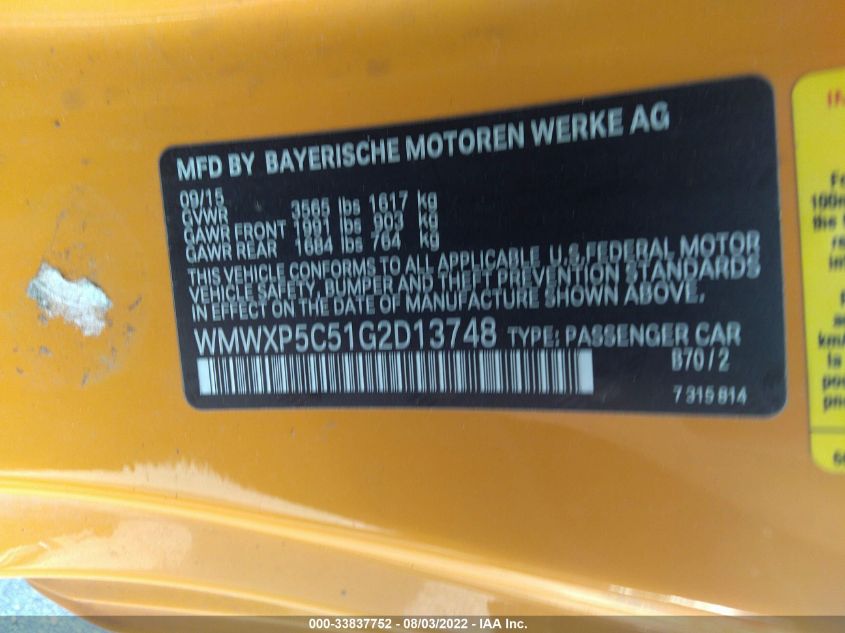 MFD BY BAYERISCHE MOTOREN WERKE AG
09/15
GVWR 3565 lbs 1617 kg
GAWR FRONT 1991 lbs 903 kg
GAWR REAR 1684 lbs 764 kg
THIS VEHICLE CONFORMS TO ALL APPLICABLE U.S.FEDERAL MOTOR
VEHICLE SAFETY, BUMPER AND THEFT PREVENTION STANDARDS
IN EFFECT ON THE DATE OF MANUFACTURE SHOWN ABOVE.
WMWXP5C51G2D13748 TYPE: PASSENGER CAR
B70/2
7 315 814
000-33837752 - 08/03/2022 - IAA Inc.